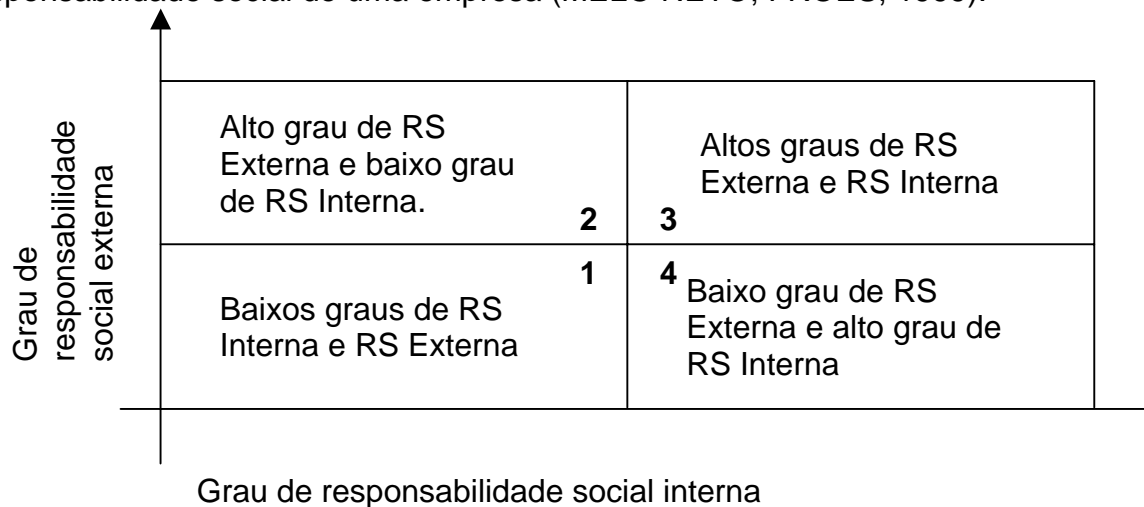 Grau de
responsabilidade
social externa
Alto grau de RS
Externa e baixo grau
de RS Interna.
2
3
Altos graus de RS
Externa e RS Interna
1
Baixos graus de RS
Interna e RS Externa
4
Baixo grau de RS
Externa e alto grau de
RS Interna
Grau de responsabilidade social interna